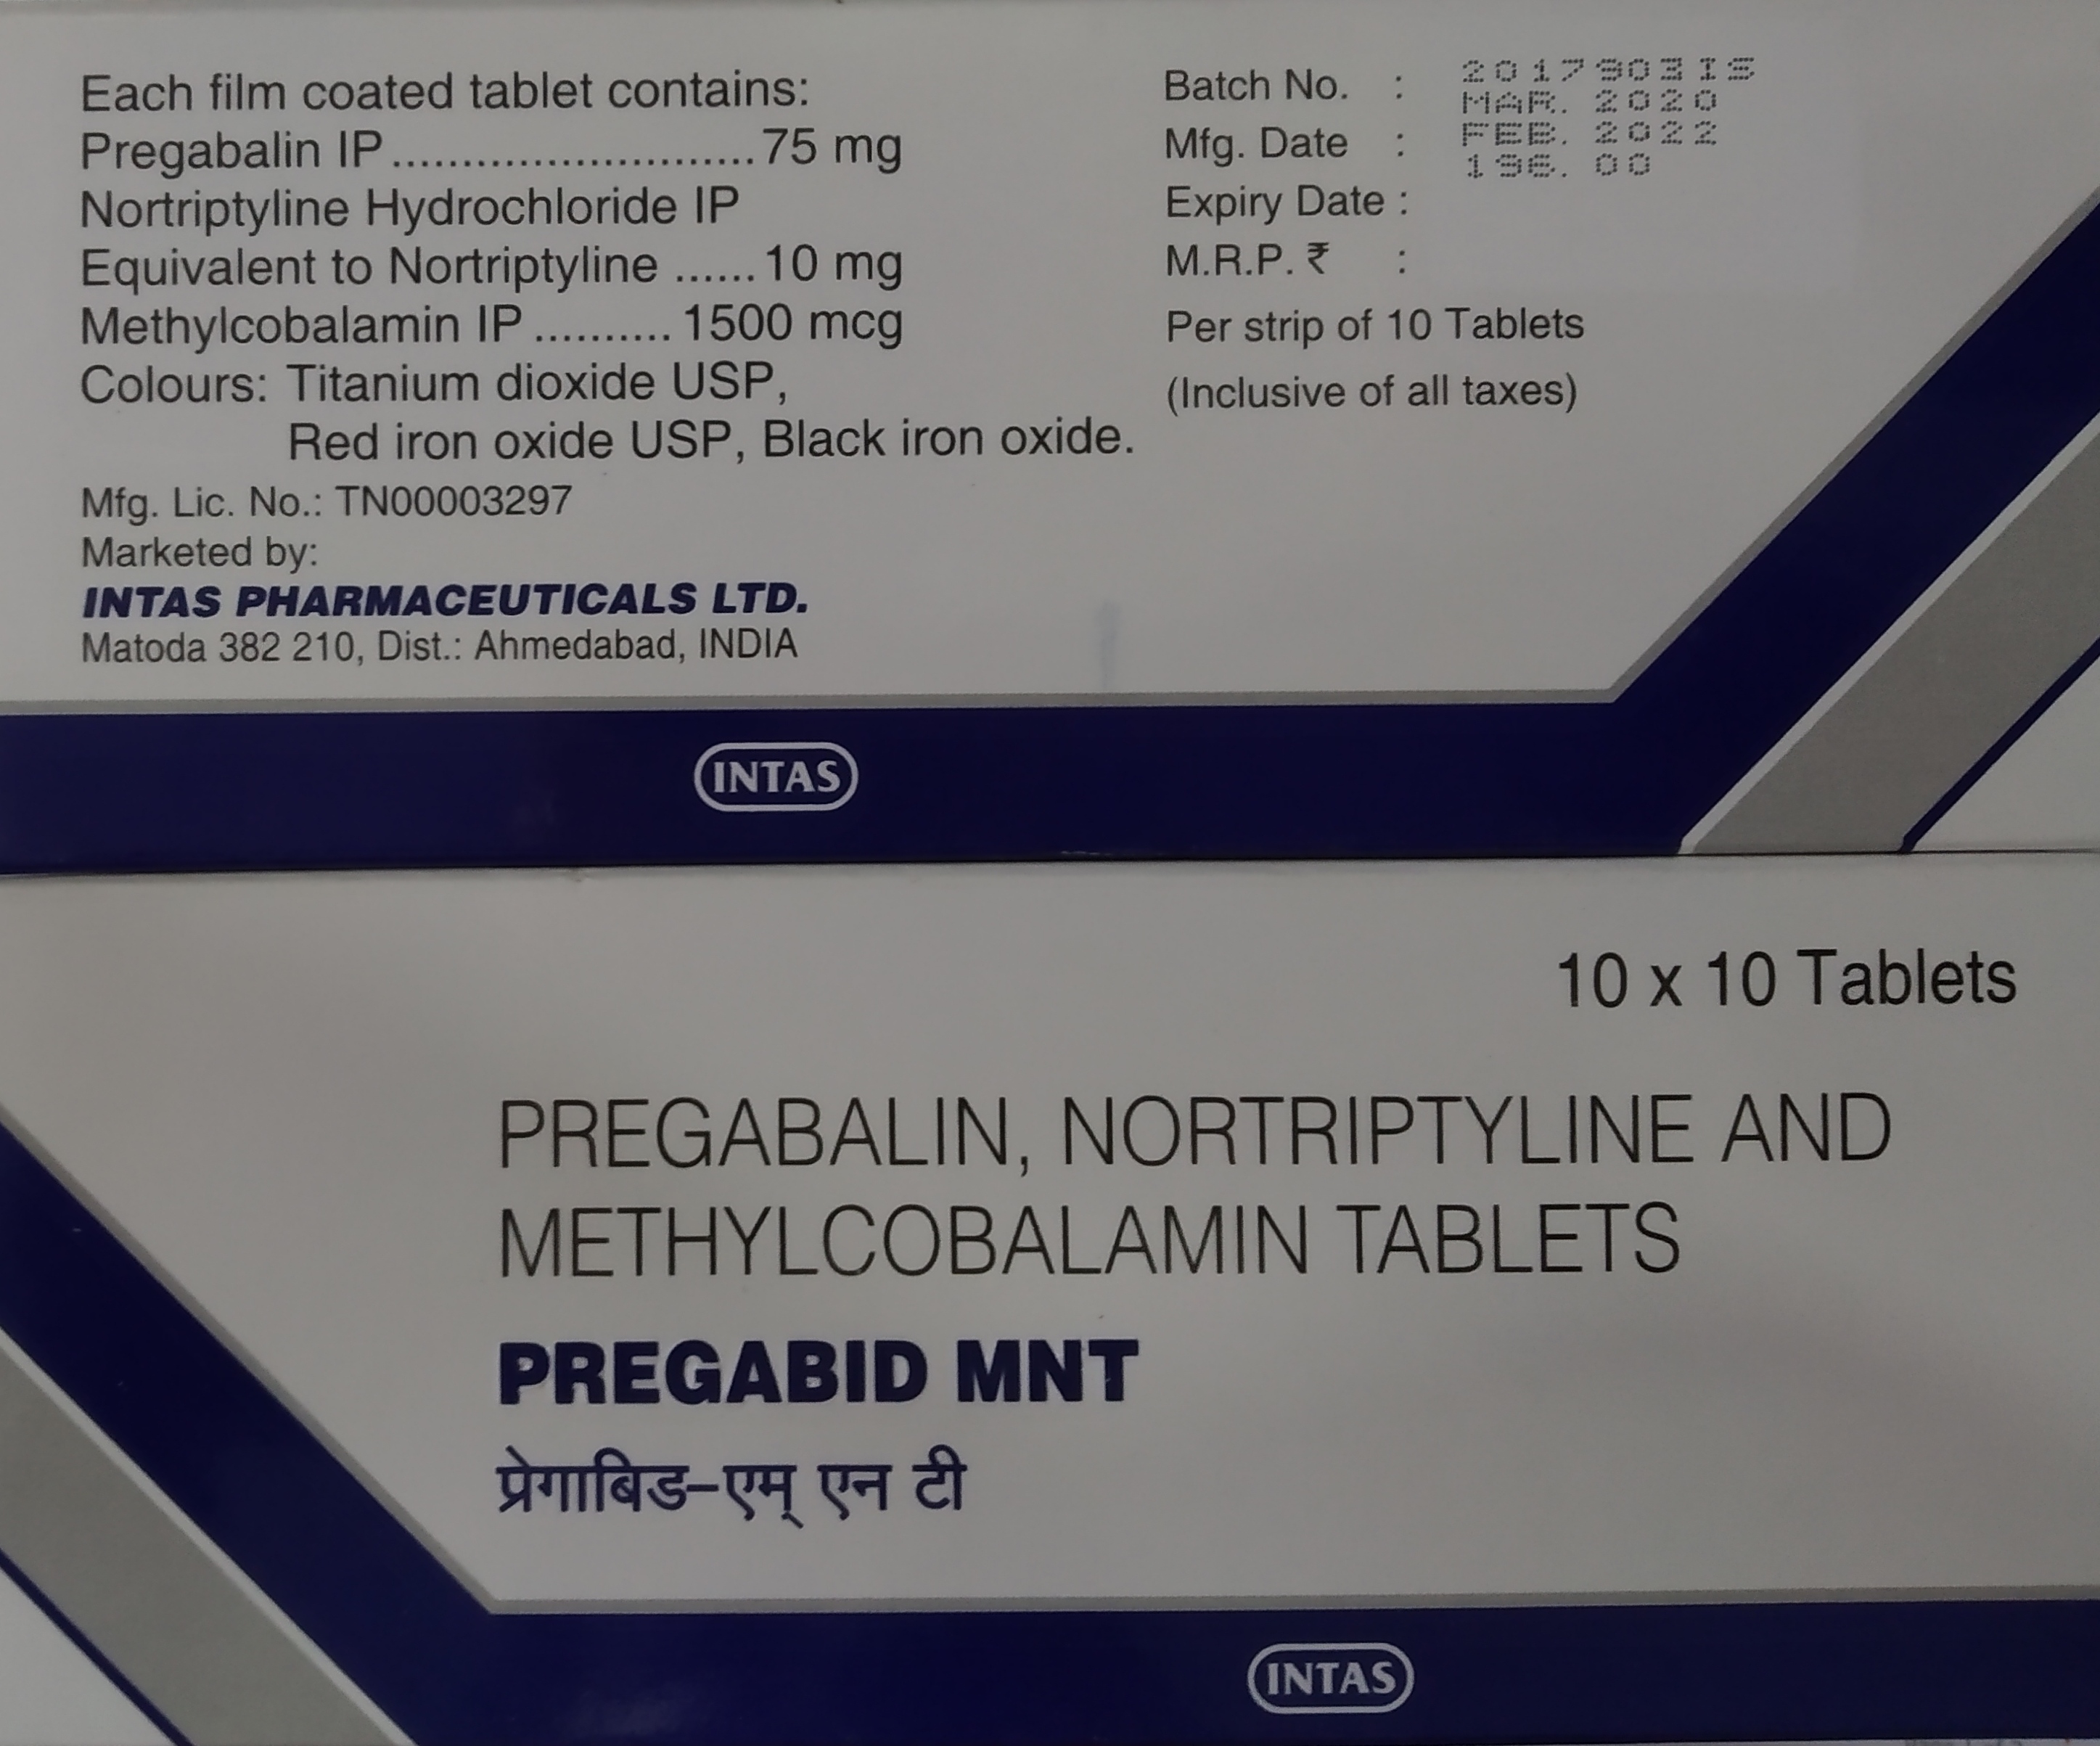 Each film coated tablet contains:
Pregabalin IP..........................75 mg
Nortriptyline Hydrochloride IP
Equivalent to Nortriptyline ......10 mg
Methylcobalamin IP .......... 1500 mcg
Colours: Titanium dioxide USP,
Red iron oxide USP, Black iron oxide.
Mfg. Lic. No.: TN00003297
Marketed by:
INTAS PHARMACEUTICALS LTD.
Matoda 382 210, Dist.: Ahmedabad, INDIA
Batch No. :
Mfg. Date :
Expiry Date :
M.R.P. ₹ :
Per strip of 10 Tablets
(Inclusive of all taxes)
2017903IS
MAR. 2020
FEB. 2022
196.00
INTAS
10 x 10 Tablets
PREGABALIN, NORTRIPTYLINE AND
METHYLCOBALAMIN TABLETS
PREGABID MNT
प्रेगाबिड-एम् एन टी
INTAS